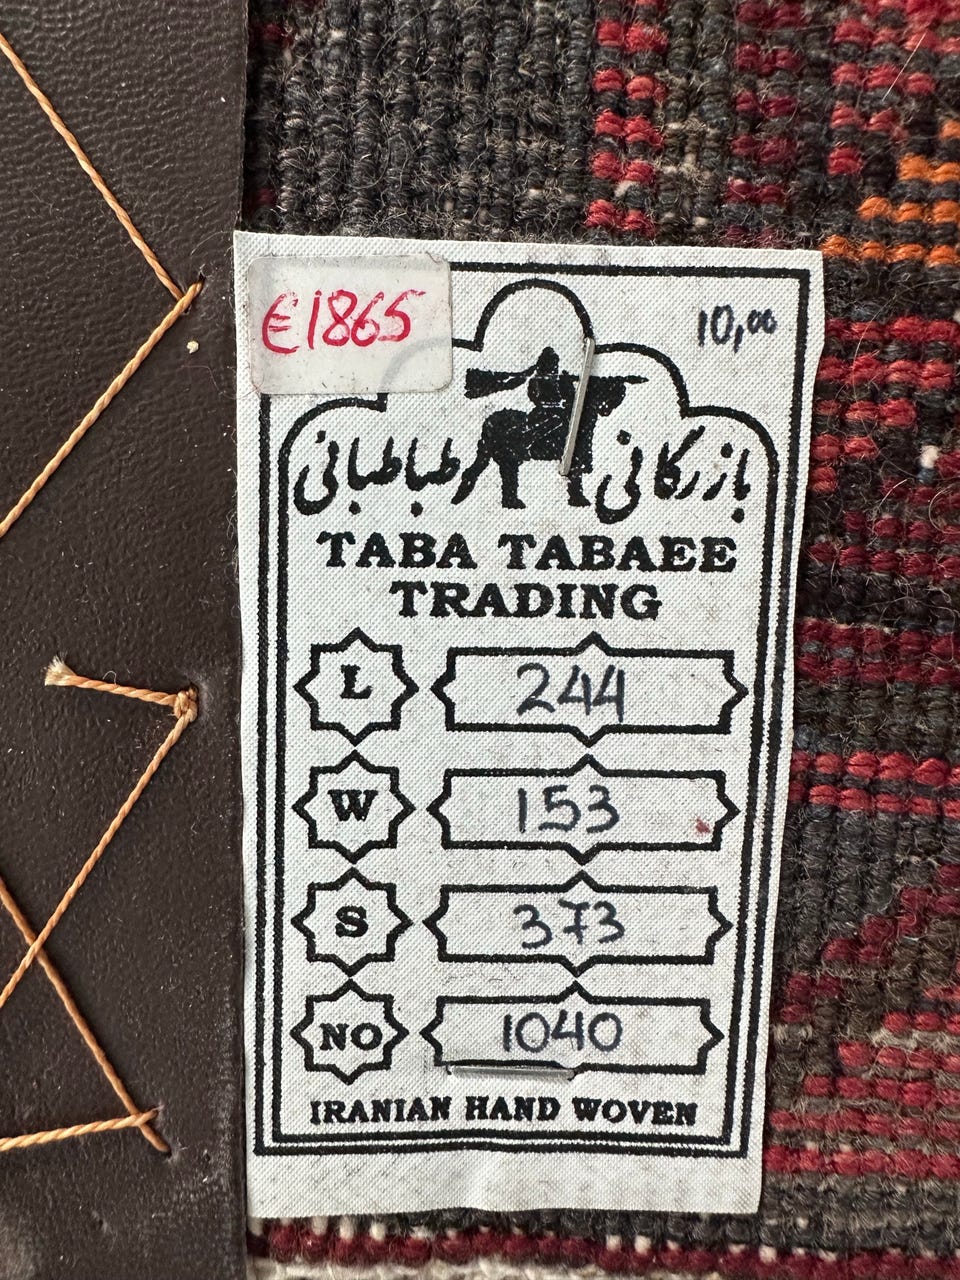 €1865
10,00
بازرگانی طباطبائی
TABA TABAEE
TRADING
L 244
W 153
S 373
NO 1040
IRANIAN HAND WOVEN